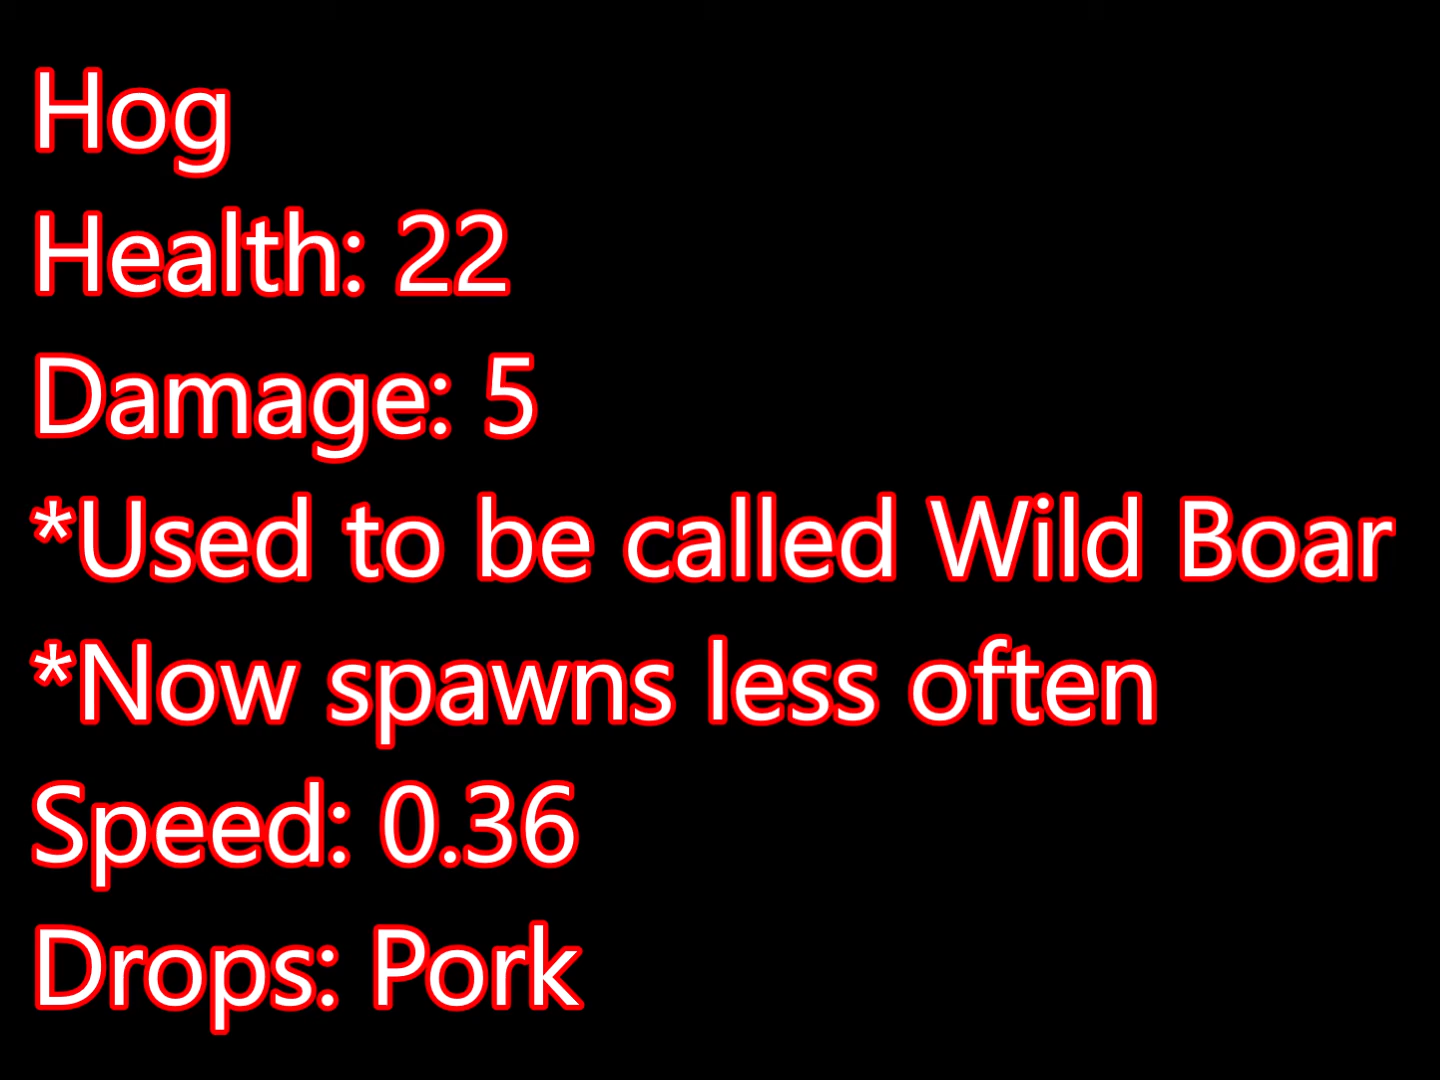 Hog
Health: 22
Damage: 5
*Used to be called Wild Boar
*Now spawns less often
Speed: 0.36
Drops: Pork